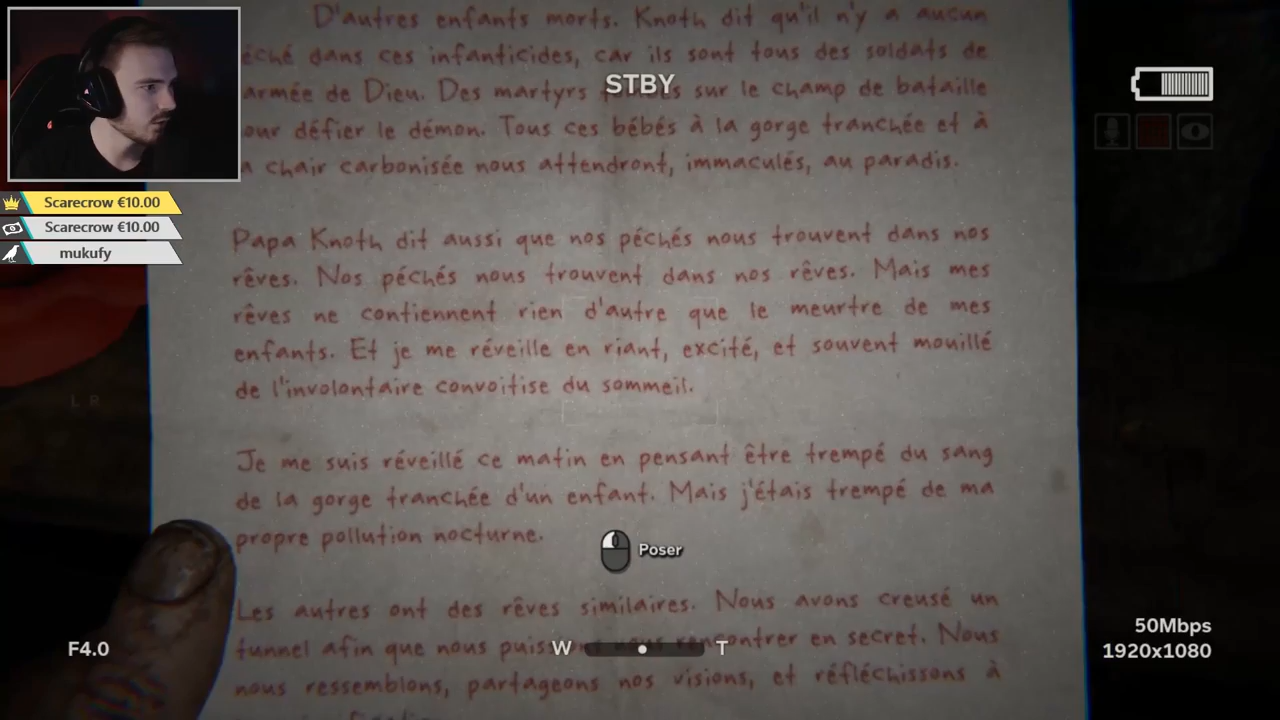 D'autres enfants morts. Knoth dit qu'il n'y a aucun
dans ces infanticides, car ils sont tous des soldats de
armée de Dieu. Des martyrs sur le champ de bataille
STBY
défier le démon. Tous ces bébés à la gorge tranchée et à
chair carbonisée nous attendront, immaculés, au paradis.
Scarecrow €10.00
Scarecrow €10.00
mukufy
Papa Knoth dit aussi que nos péchés nous trouvent dans nos
rêves. Nos péchés nous trouvent dans nos rêves. Mais mes
rêves ne contiennent rien d'autre que le meurtre de mes
enfants. Et je me réveille en riant, excité, et souvent mouillé
de l'involontaire convoitise du sommeil.
L R
Je me suis réveillé ce matin en pensant être trempé du sang
de la gorge tranchée d'un enfant. Mais j'étais trempé de ma
propre pollution nocturne.
Poser
Les autres ont des rêves similaires. Nous avons creusé un
tunnel afin que nous en secret. Nous
nous ressemblons, partageons nos visions, et réfléchissons à
F4.0
W T
50Mbps
1920x1080